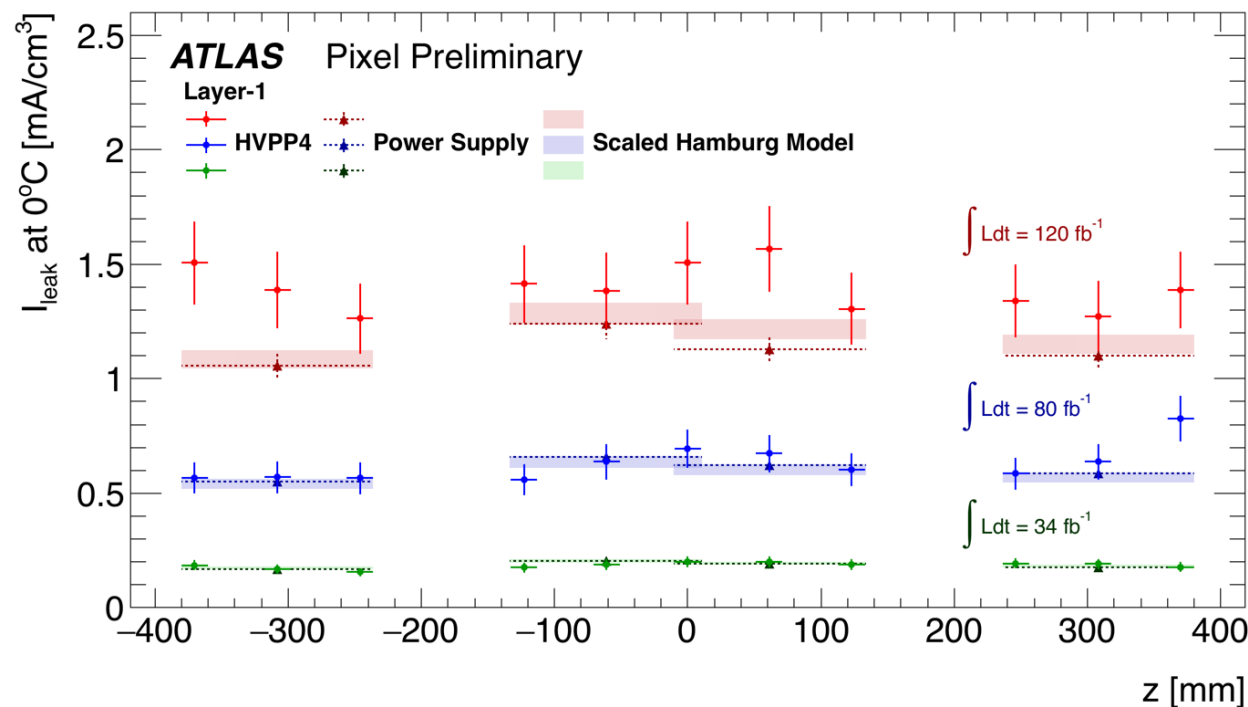 I_leak at 0°C [mA/cm³]
2.5
2
1.5
1
0.5
0
ATLAS Pixel Preliminary
Layer-1
HVPP4 Power Supply Scaled Hamburg Model
∫ Ldt = 120 fb⁻¹
∫ Ldt = 80 fb⁻¹
∫ Ldt = 34 fb⁻¹
−400 −300 −200 −100 0 100 200 300 400
z [mm]